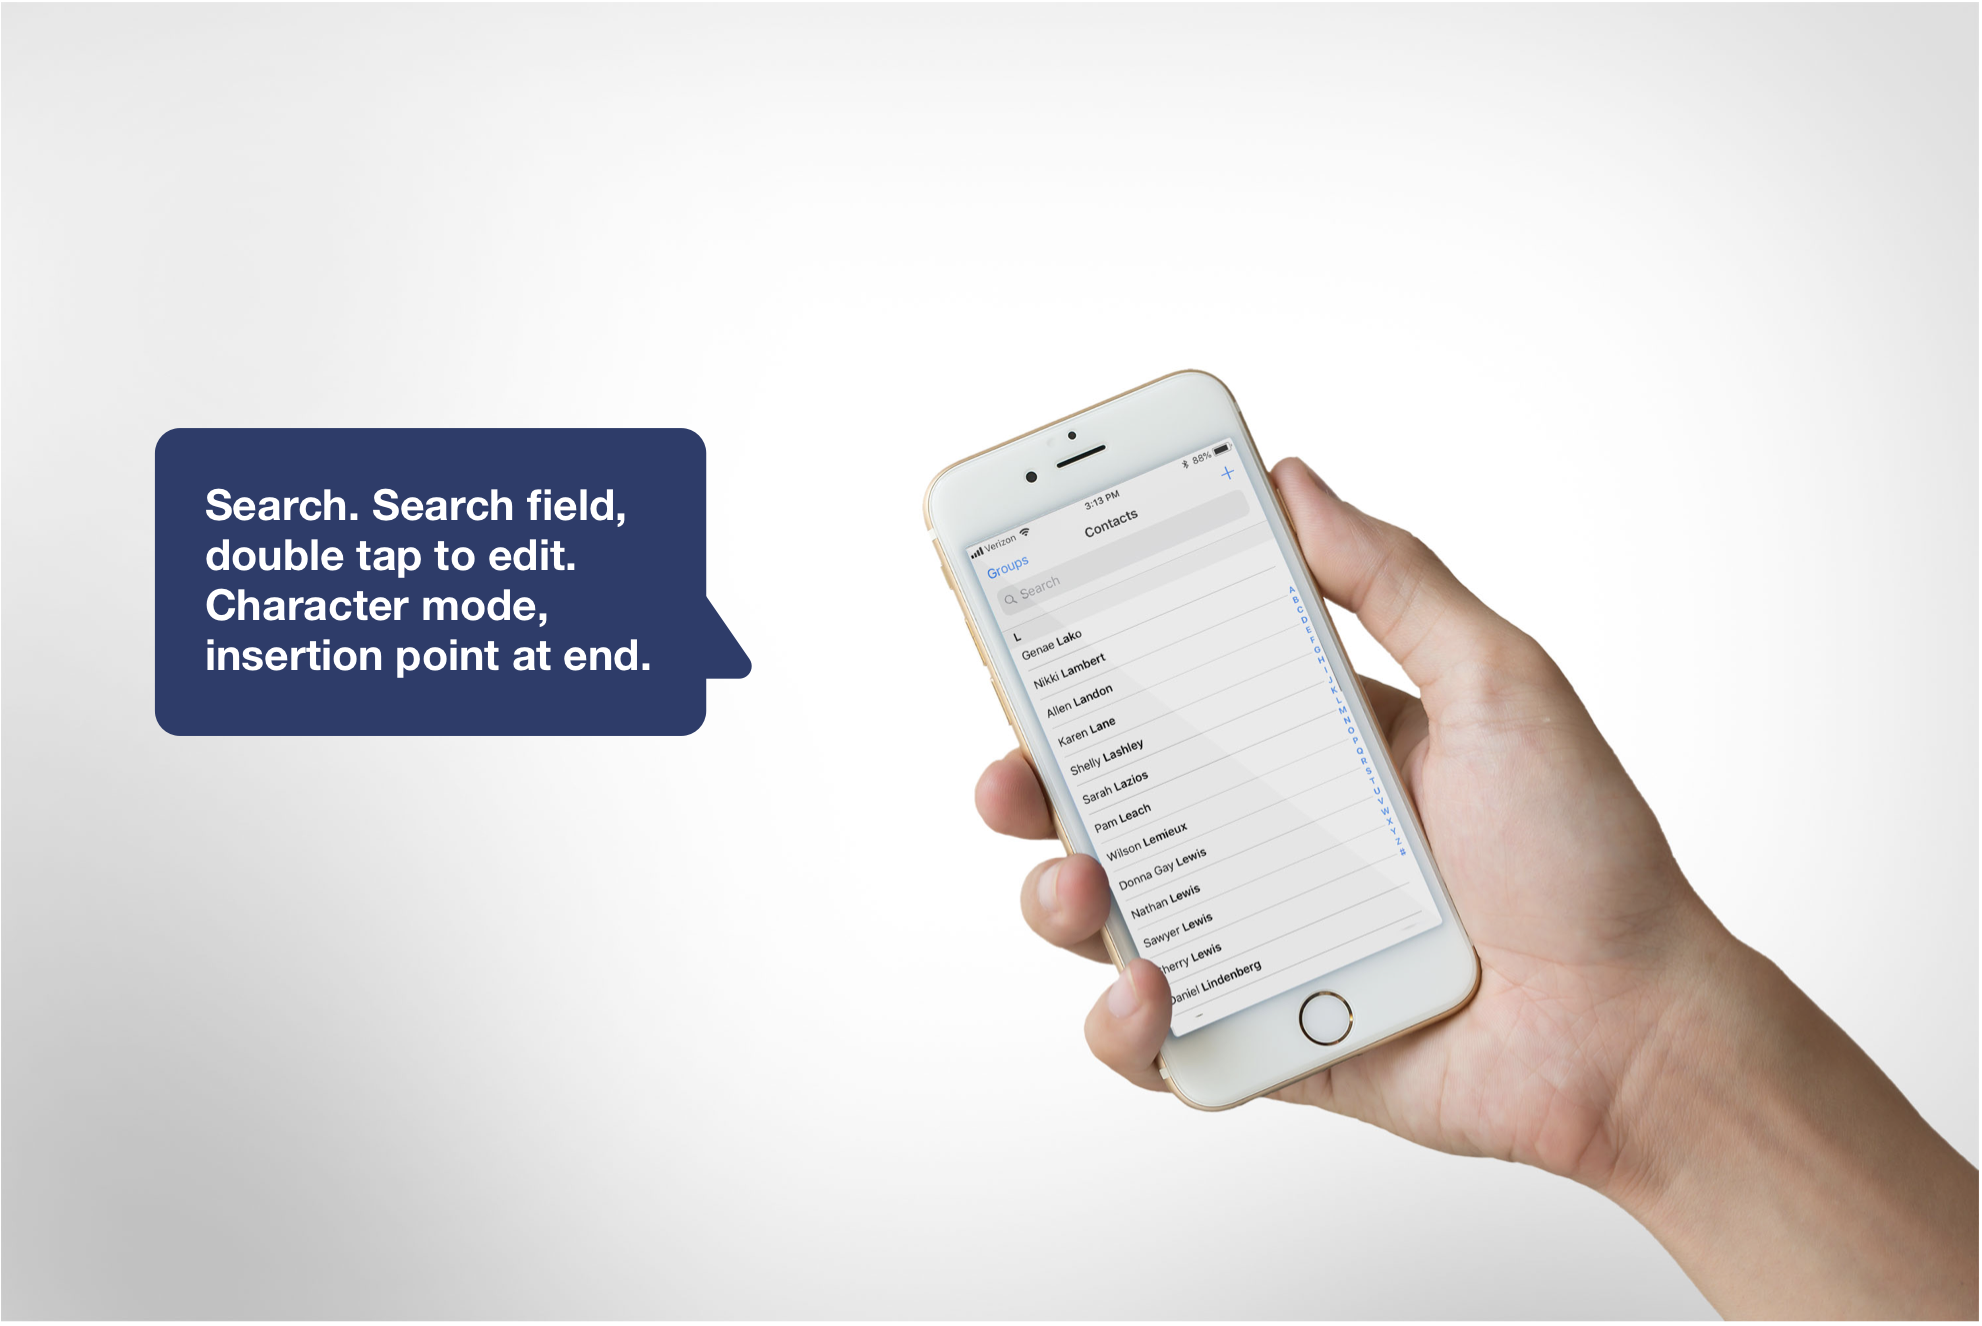 Search. Search field,
double tap to edit.
Character mode,
insertion point at end.
Verizon
3:13 PM
88%
Groups
Contacts
+
Search
L
Genae Lako
Nikki Lambert
Allen Landon
Karen Lane
Shelly Lashley
Sarah Lazios
Pam Leach
Wilson Lemieux
Donna Gay Lewis
Nathan Lewis
Sawyer Lewis
herry Lewis
Daniel Lindenberg
A
B
C
D
E
F
G
H
I
J
K
L
M
N
O
P
Q
R
S
T
U
V
W
X
Y
Z
#